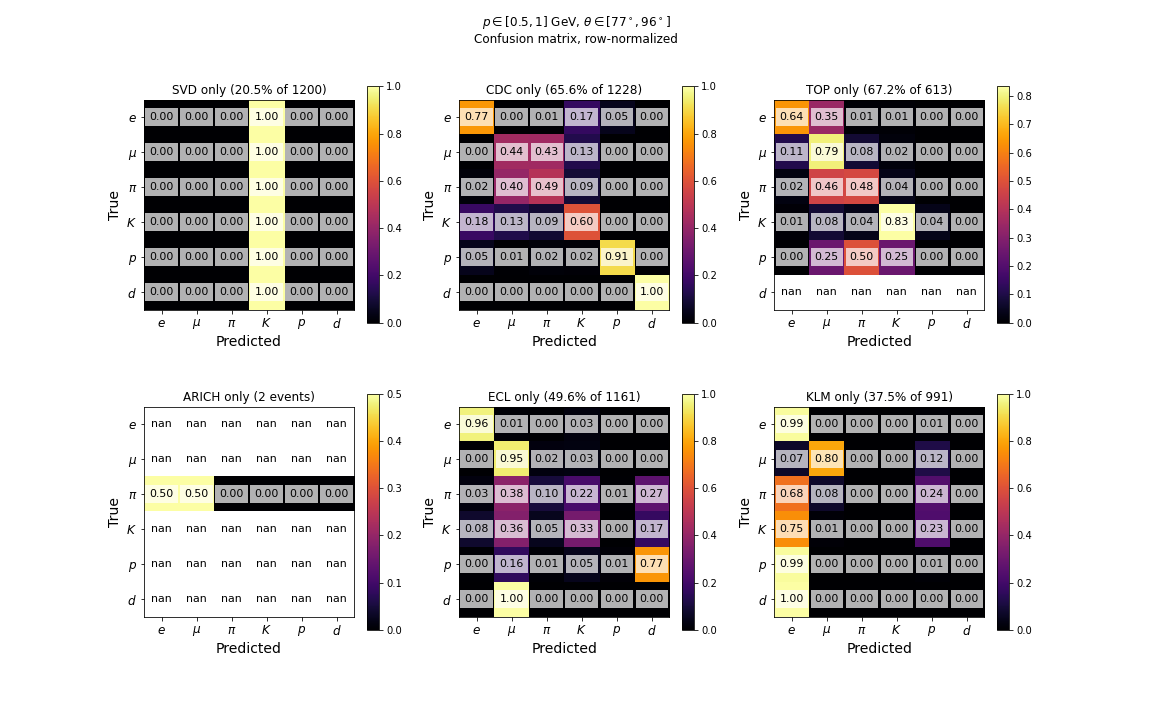 p ∈ [0.5, 1] GeV, θ ∈ [77°, 96°]
Confusion matrix, row-normalized
SVD only (20.5% of 1200)
True
e 0.00 0.00 0.00 1.00 0.00 0.00
μ 0.00 0.00 0.00 1.00 0.00 0.00
π 0.00 0.00 0.00 1.00 0.00 0.00
K 0.00 0.00 0.00 1.00 0.00 0.00
p 0.00 0.00 0.00 1.00 0.00 0.00
d 0.00 0.00 0.00 1.00 0.00 0.00
e μ π K p d
Predicted
1.0
0.8
0.6
0.4
0.2
0.0
CDC only (65.6% of 1228)
True
e 0.77 0.00 0.01 0.17 0.05 0.00
μ 0.00 0.44 0.43 0.13 0.00 0.00
π 0.02 0.40 0.49 0.09 0.00 0.00
K 0.18 0.13 0.09 0.60 0.00 0.00
p 0.05 0.01 0.02 0.02 0.91 0.00
d 0.00 0.00 0.00 0.00 0.00 1.00
e μ π K p d
Predicted
1.0
0.8
0.6
0.4
0.2
0.0
TOP only (67.2% of 613)
True
e 0.64 0.35 0.01 0.01 0.00 0.00
μ 0.11 0.79 0.08 0.02 0.00 0.00
π 0.02 0.46 0.48 0.04 0.00 0.00
K 0.01 0.08 0.04 0.83 0.04 0.00
p 0.00 0.25 0.50 0.25 0.00 0.00
d nan nan nan nan nan nan
e μ π K p d
Predicted
0.8
0.7
0.6
0.5
0.4
0.3
0.2
0.1
0.0
ARICH only (2 events)
True
e nan nan nan nan nan nan
μ nan nan nan nan nan nan
π 0.50 0.50 0.00 0.00 0.00 0.00
K nan nan nan nan nan nan
p nan nan nan nan nan nan
d nan nan nan nan nan nan
e μ π K p d
Predicted
0.5
0.4
0.3
0.2
0.1
0.0
ECL only (49.6% of 1161)
True
e 0.96 0.01 0.00 0.03 0.00 0.00
μ 0.00 0.95 0.02 0.03 0.00 0.00
π 0.03 0.38 0.10 0.22 0.01 0.27
K 0.08 0.36 0.05 0.33 0.00 0.17
p 0.00 0.16 0.01 0.05 0.01 0.77
d 0.00 1.00 0.00 0.00 0.00 0.00
e μ π K p d
Predicted
1.0
0.8
0.6
0.4
0.2
0.0
KLM only (37.5% of 991)
True
e 0.99 0.00 0.00 0.00 0.01 0.00
μ 0.07 0.80 0.00 0.00 0.12 0.00
π 0.68 0.08 0.00 0.00 0.24 0.00
K 0.75 0.01 0.00 0.00 0.23 0.00
p 0.99 0.00 0.00 0.00 0.01 0.00
d 1.00 0.00 0.00 0.00 0.00 0.00
e μ π K p d
Predicted
1.0
0.8
0.6
0.4
0.2
0.0